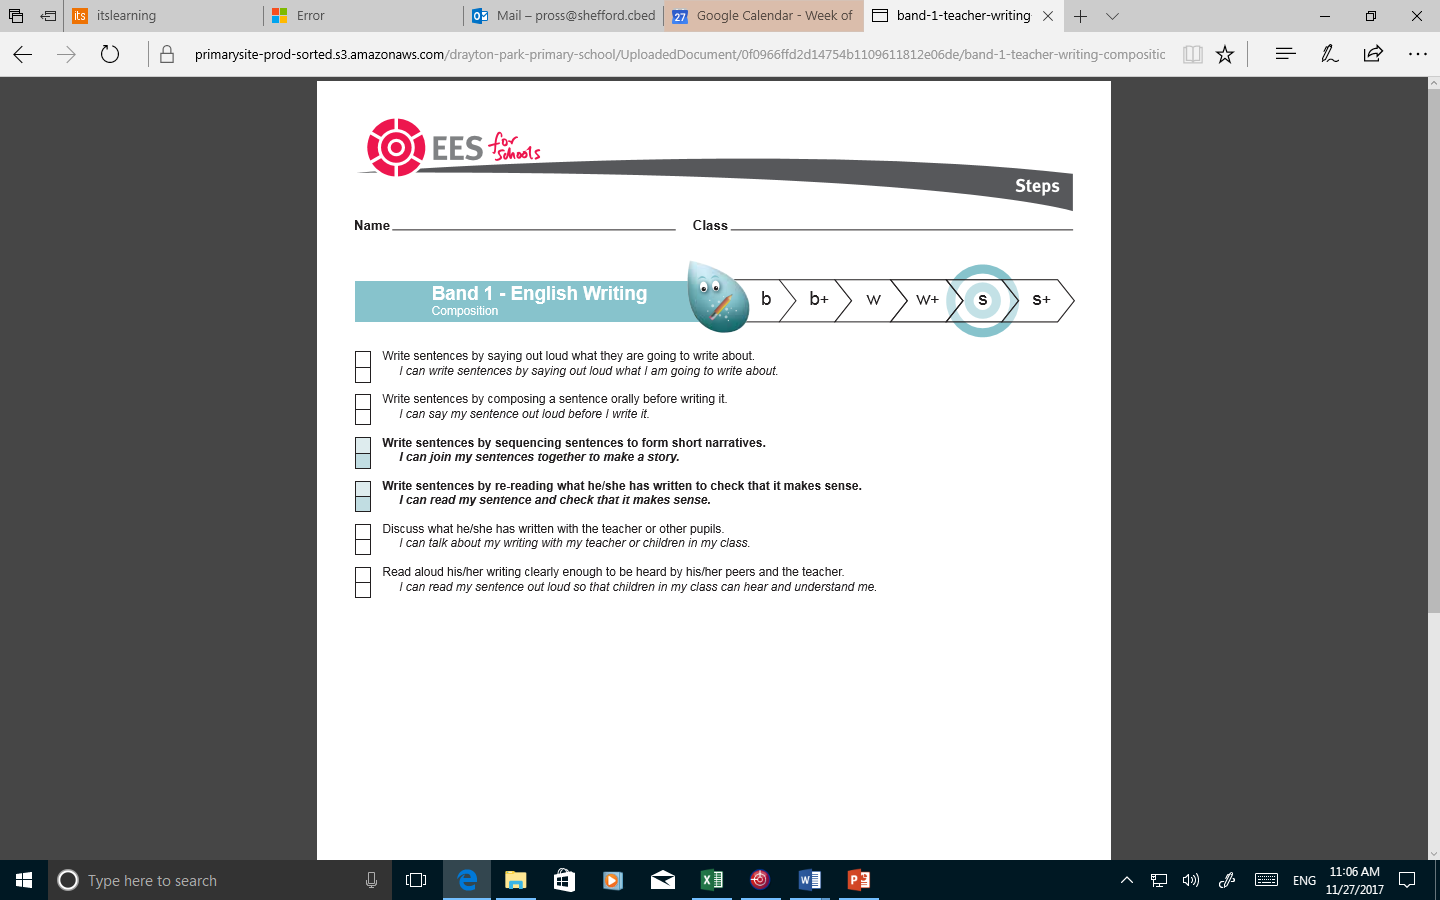 itslearning
Error
Mail – pross@shefford.cbed
27
Google Calendar - Week of
band-1-teacher-writing-
primarysite-prod-sorted.s3.amazonaws.com/drayton-park-primary-school/UploadedDocument/0f0966ffd2d14754b1109611812e06de/band-1-teacher-writing-compositic
EES for schools
Steps
Name
Class
Band 1 - English Writing
Composition
b b+ w w+ s s+
Write sentences by saying out loud what they are going to write about.
I can write sentences by saying out loud what I am going to write about.
Write sentences by composing a sentence orally before writing it.
I can say my sentence out loud before I write it.
Write sentences by sequencing sentences to form short narratives.
I can join my sentences together to make a story.
Write sentences by re-reading what he/she has written to check that it makes sense.
I can read my sentence and check that it makes sense.
Discuss what he/she has written with the teacher or other pupils.
I can talk about my writing with my teacher or children in my class.
Read aloud his/her writing clearly enough to be heard by his/her peers and the teacher.
I can read my sentence out loud so that children in my class can hear and understand me.
Type here to search
ENG
11:06 AM
11/27/2017